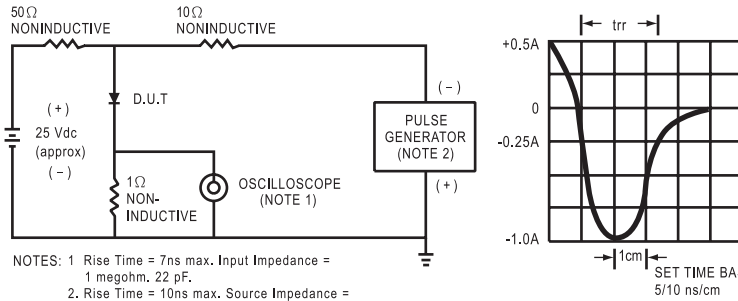 50Ω
NONINDUCTIVE
10Ω
NONINDUCTIVE
(+)
25 Vdc
(approx)
(-)
D.U.T
1Ω
NON-
INDUCTIVE
OSCILLOSCOPE
(NOTE 1)
(-)
PULSE
GENERATOR
(NOTE 2)
(+)
NOTES: 1 Rise Time = 7ns max. Input Impedance =
1 megohm. 22 pF.
2. Rise Time = 10ns max. Source Impedance =
trr
+0.5A
0
-0.25A
-1.0A
1cm
SET TIME BA
5/10 ns/cm